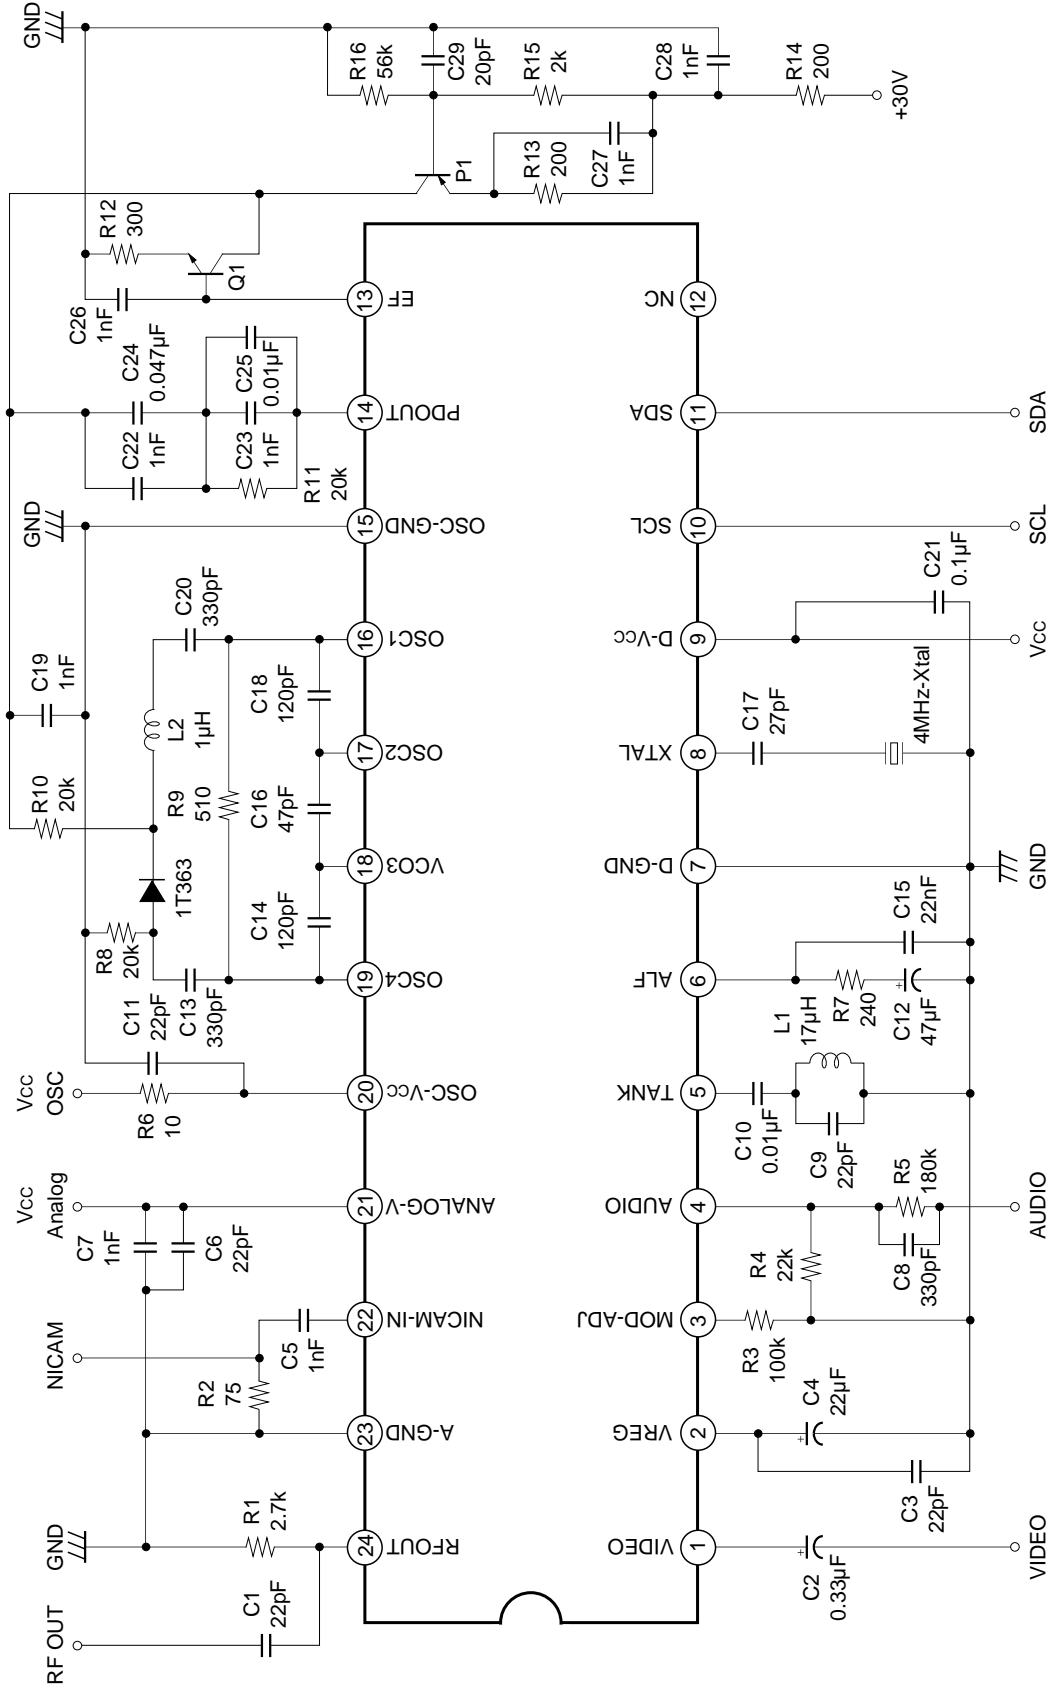 GND
R16
56k
C29
20pF
R15
2k
C28
1nF
R14
200
+30V
P1
R13
200
C27
1nF
R12
300
Q1
C26
1nF
C24
0.047µF
C22
1nF
C25
0.01µF
C23
1nF
R11
20k
GND
C20
330pF
C19
1nF
L2
1µH
R10
20k
R9
510
C18
120pF
C16
47pF
C14
120pF
1T363
R8
20k
C13
330pF
C11
22pF
Vcc
OSC
R6
10
Vcc
Analog
C7
1nF
C6
22pF
NICAM
C5
1nF
R2
75
GND
R1
2.7k
RF OUT
C1
22pF
13
EF
14
PDOUT
15
OSC-GND
16
OSC1
17
OSC2
18
VCO3
19
OSC4
20
OSC-Vcc
21
ANALOG-V
22
NICAM-IN
23
A-GND
24
RFOUT
NC
12
SDA
11
SCL
10
D-Vcc
9
XTAL
8
D-GND
7
ALF
6
TANK
5
AUDIO
4
MOD-ADJ
3
VREG
2
VIDEO
1
SDA
SCL
C21
0.1µF
Vcc
C17
27pF
4MHz-Xtal
GND
C15
22nF
L1
17µH
R7
240
+
C12
47µF
C10
0.01µF
C9
22pF
R5
180k
C8
330pF
AUDIO
R4
22k
R3
100k
+
C4
22µF
C3
22pF
+
C2
0.33µF
VIDEO